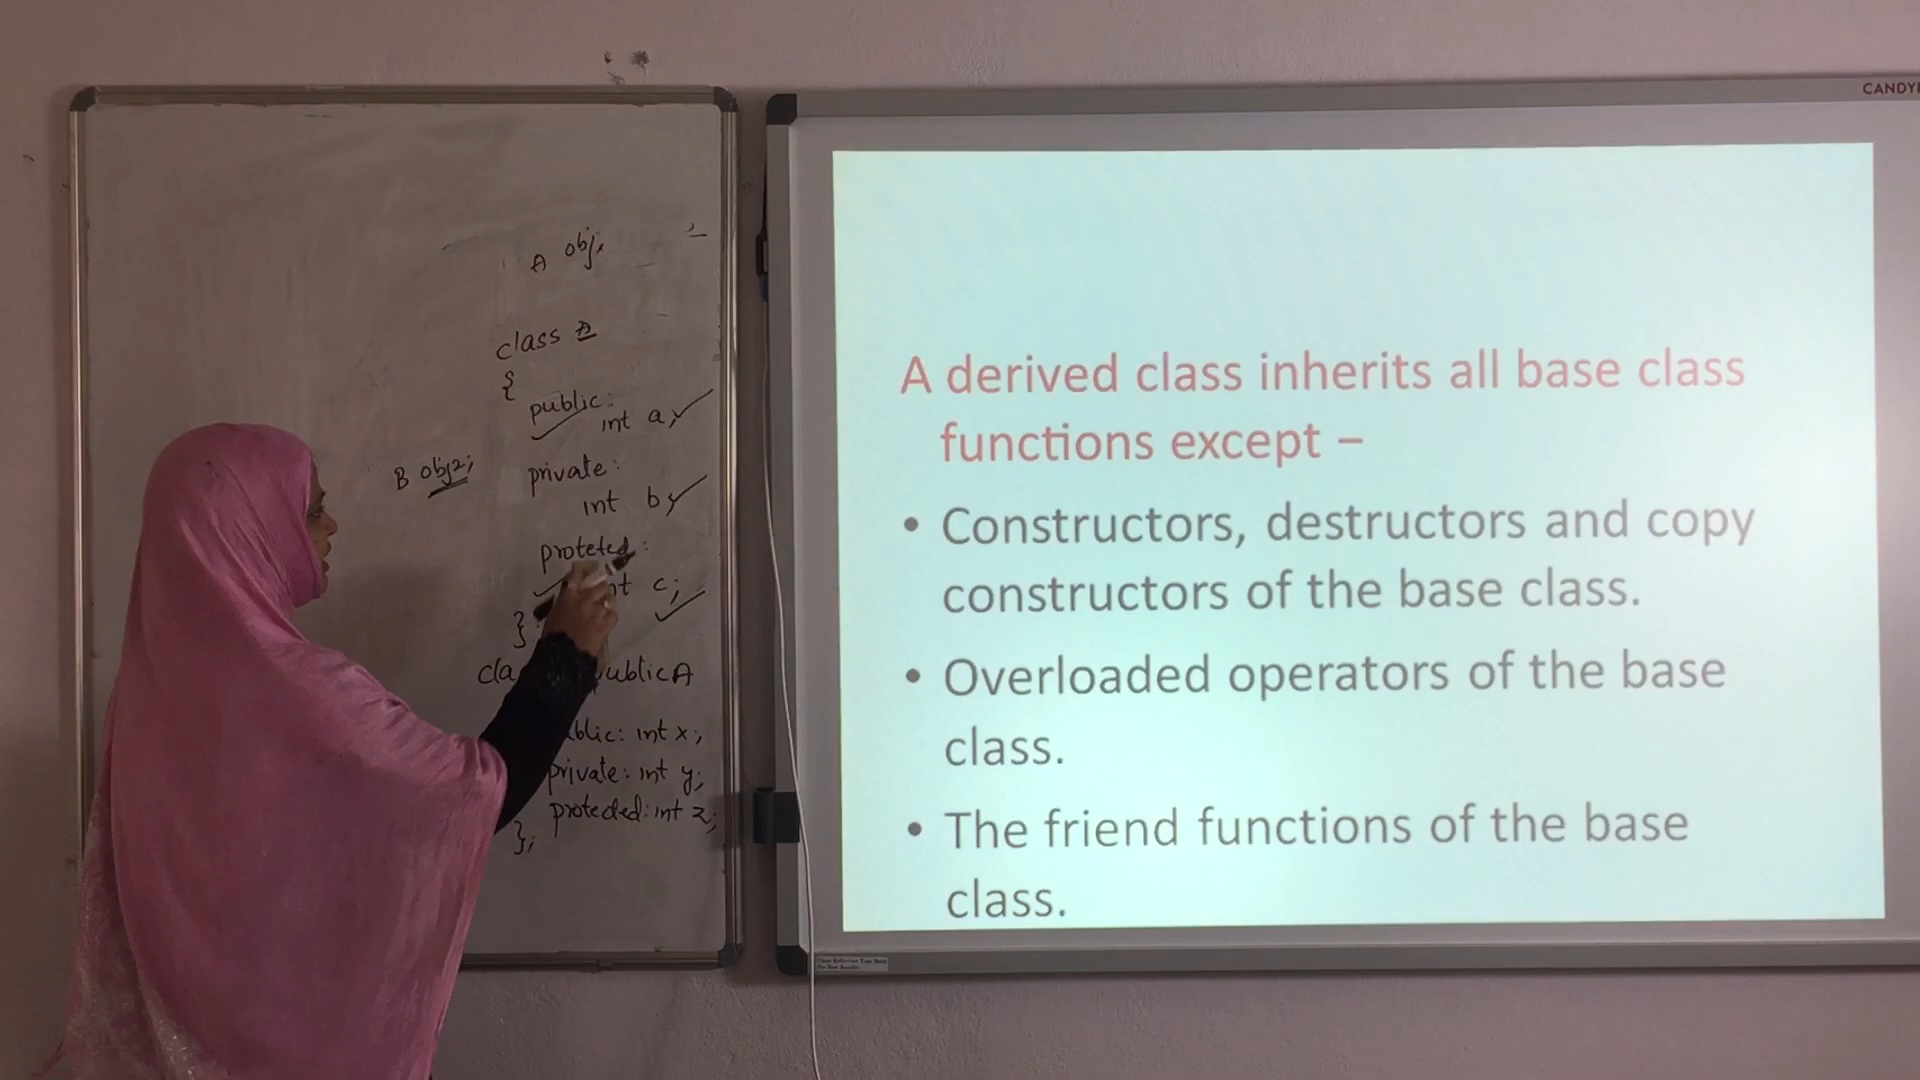 A obj;
class A
{
public:
int a;
B obj2;
private:
int b;
proteted:
int c;
}
publicA
public: int x;
private: int y;
protected: int z;
};
A derived class inherits all base class
functions except –
• Constructors, destructors and copy
constructors of the base class.
• Overloaded operators of the base
class.
• The friend functions of the base
class.